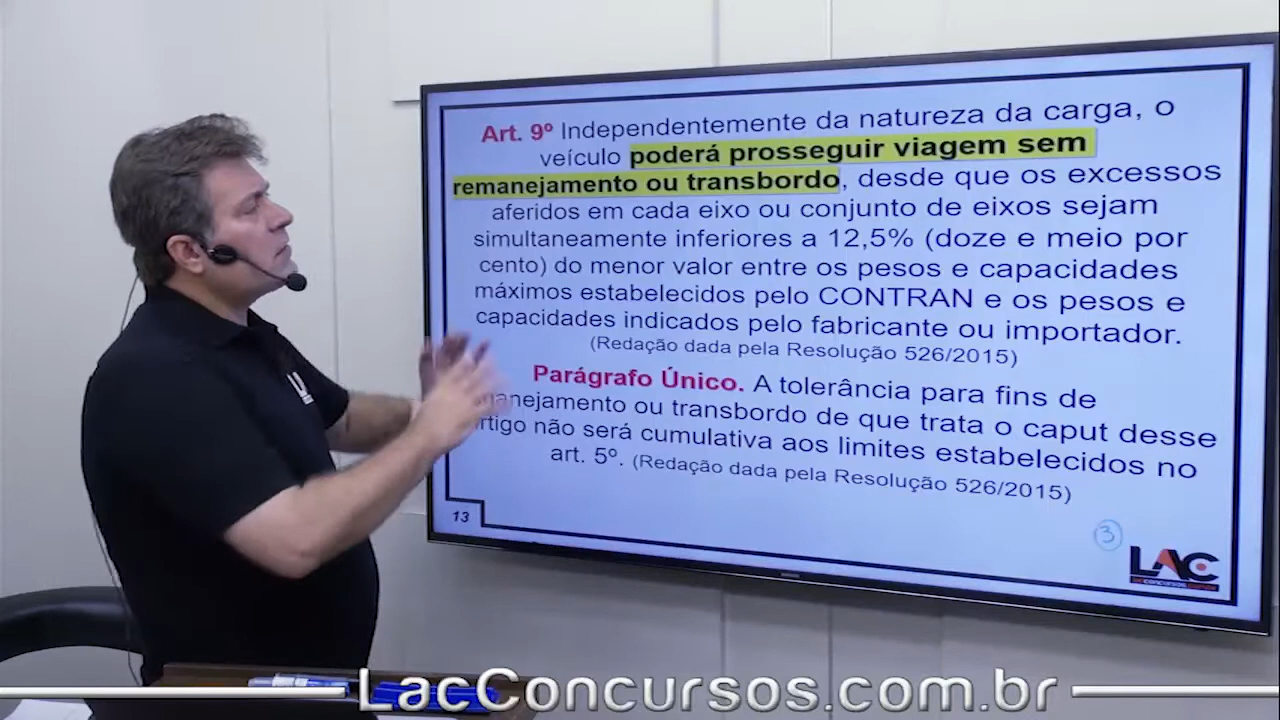 Art. 9º Independentemente da natureza da carga, o
veículo poderá prosseguir viagem sem
remanejamento ou transbordo, desde que os excessos
aferidos em cada eixo ou conjunto de eixos sejam
simultaneamente inferiores a 12,5% (doze e meio por
cento) do menor valor entre os pesos e capacidades
máximos estabelecidos pelo CONTRAN e os pesos e
capacidades indicados pelo fabricante ou importador.
(Redação dada pela Resolução 526/2015)
Parágrafo Único. A tolerância para fins de
anejamento ou transbordo de que trata o caput desse
rtigo não será cumulativa aos limites estabelecidos no
art. 5º. (Redação dada pela Resolução 526/2015)
13
3
LAC
LacConcursos.com.br